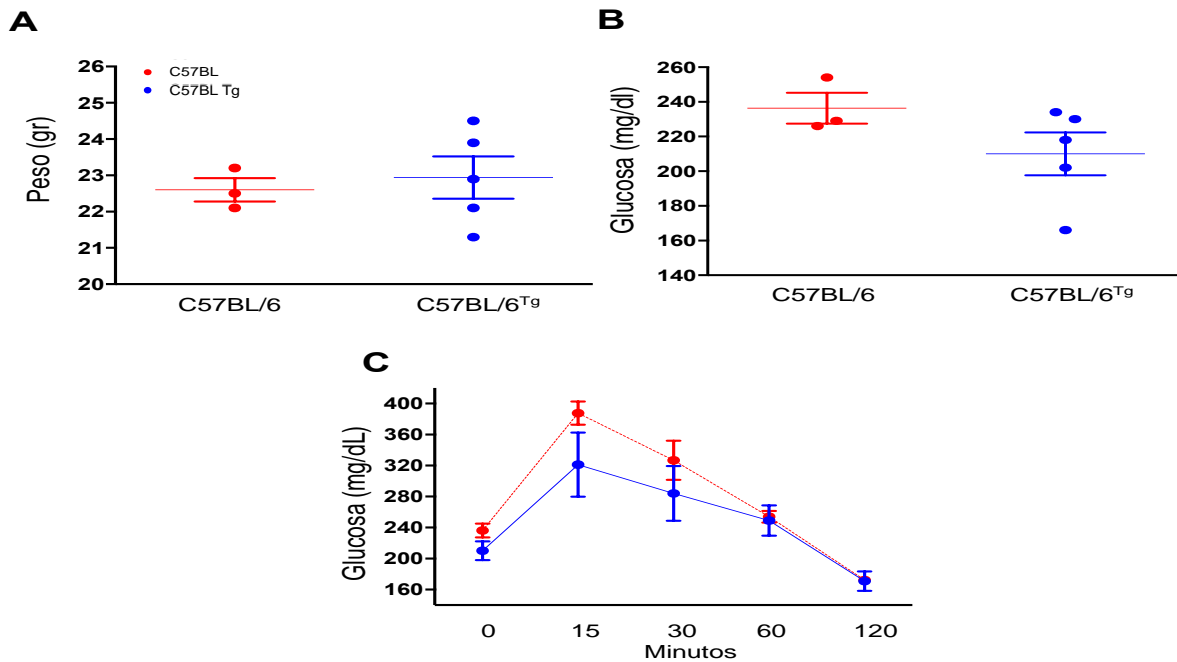 A
Peso (gr)
26
25
24
23
22
21
20
C57BL
C57BL Tg
C57BL/6
C57BL/6Tg
B
Glucosa (mg/dl)
260
240
220
200
180
160
140
C57BL/6
C57BL/6Tg
C
Glucosa (mg/dL)
400
360
320
280
240
200
160
0 15 30 60 120
Minutos